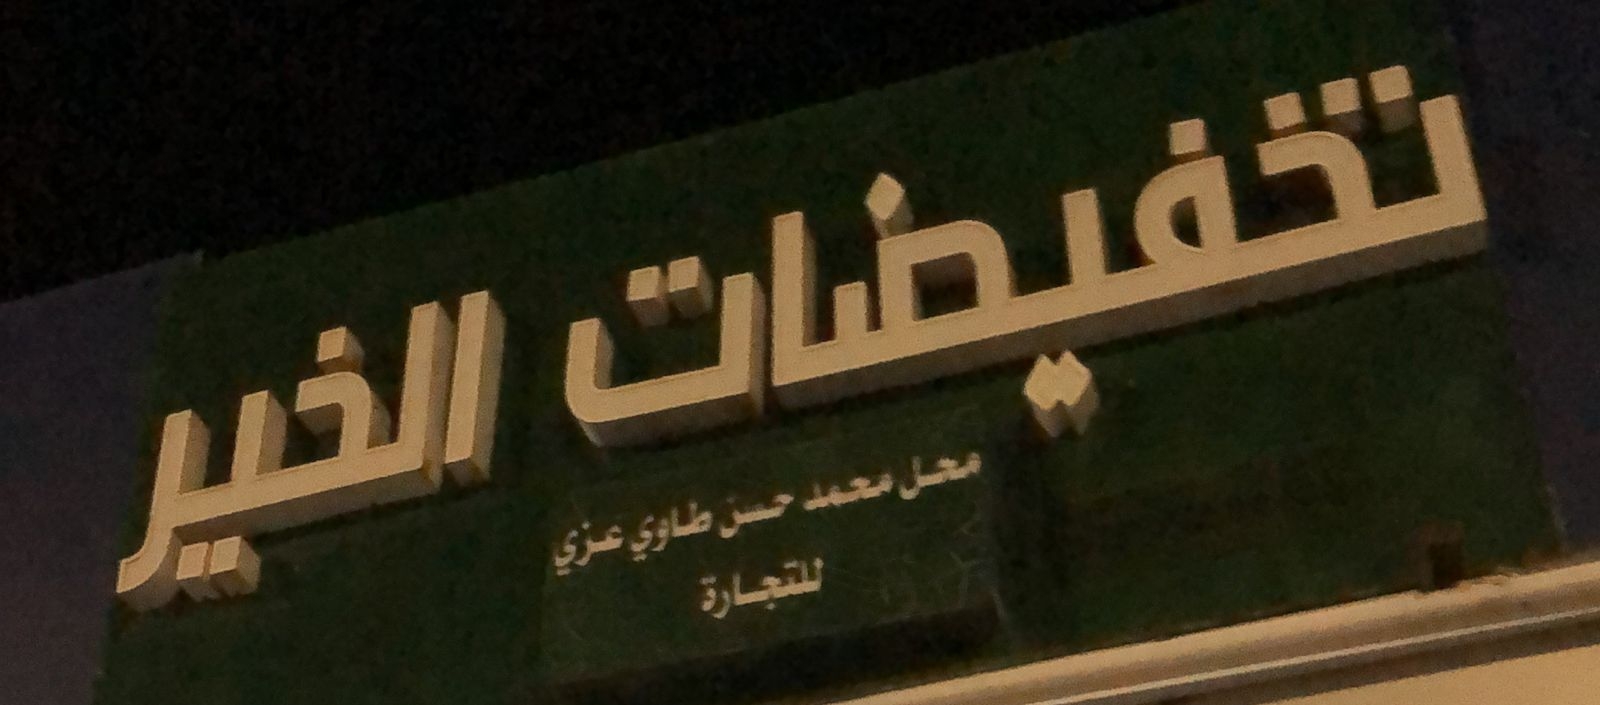 تخفيضات الخير
محل محمد حسن طاوي عزي
للتجارة